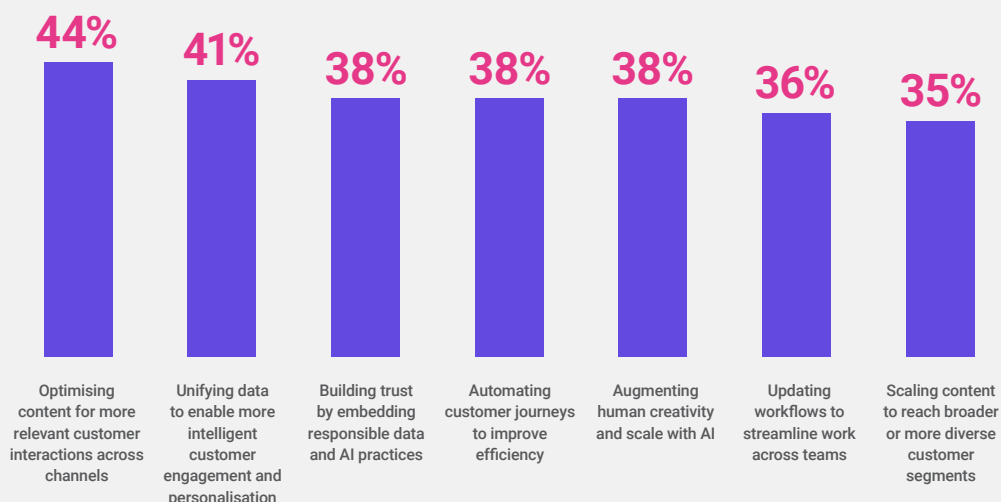 44%
41%
38%
38%
38%
36%
35%
Optimising
content for more
relevant customer
interactions across
channels
Unifying data
to enable more
intelligent
customer
engagement and
personalisation
Building trust
by embedding
responsible data
and AI practices
Automating
customer journeys
to improve
efficiency
Augmenting
human creativity
and scale with AI
Updating
workflows to
streamline work
across teams
Scaling content
to reach broader
or more diverse
customer
segments